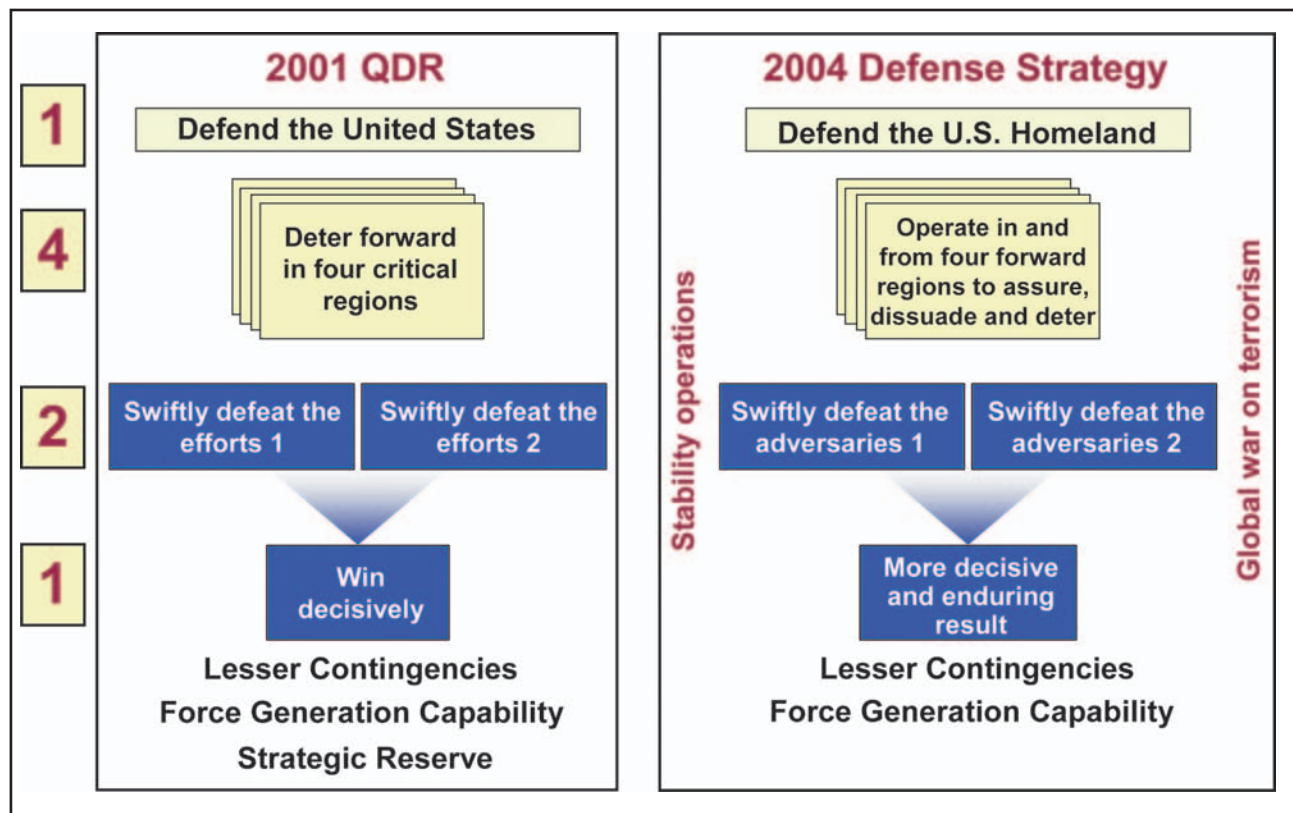 2001 QDR
1
Defend the United States
4
Deter forward
in four critical
regions
2
Swiftly defeat the
efforts 1
Swiftly defeat the
efforts 2
1
Win
decisively
Lesser Contingencies
Force Generation Capability
Strategic Reserve
2004 Defense Strategy
Defend the U.S. Homeland
Stability operations
Operate in and
from four forward
regions to assure,
dissuade and deter
Global war on terrorism
Swiftly defeat the
adversaries 1
Swiftly defeat the
adversaries 2
More decisive
and enduring
result
Lesser Contingencies
Force Generation Capability